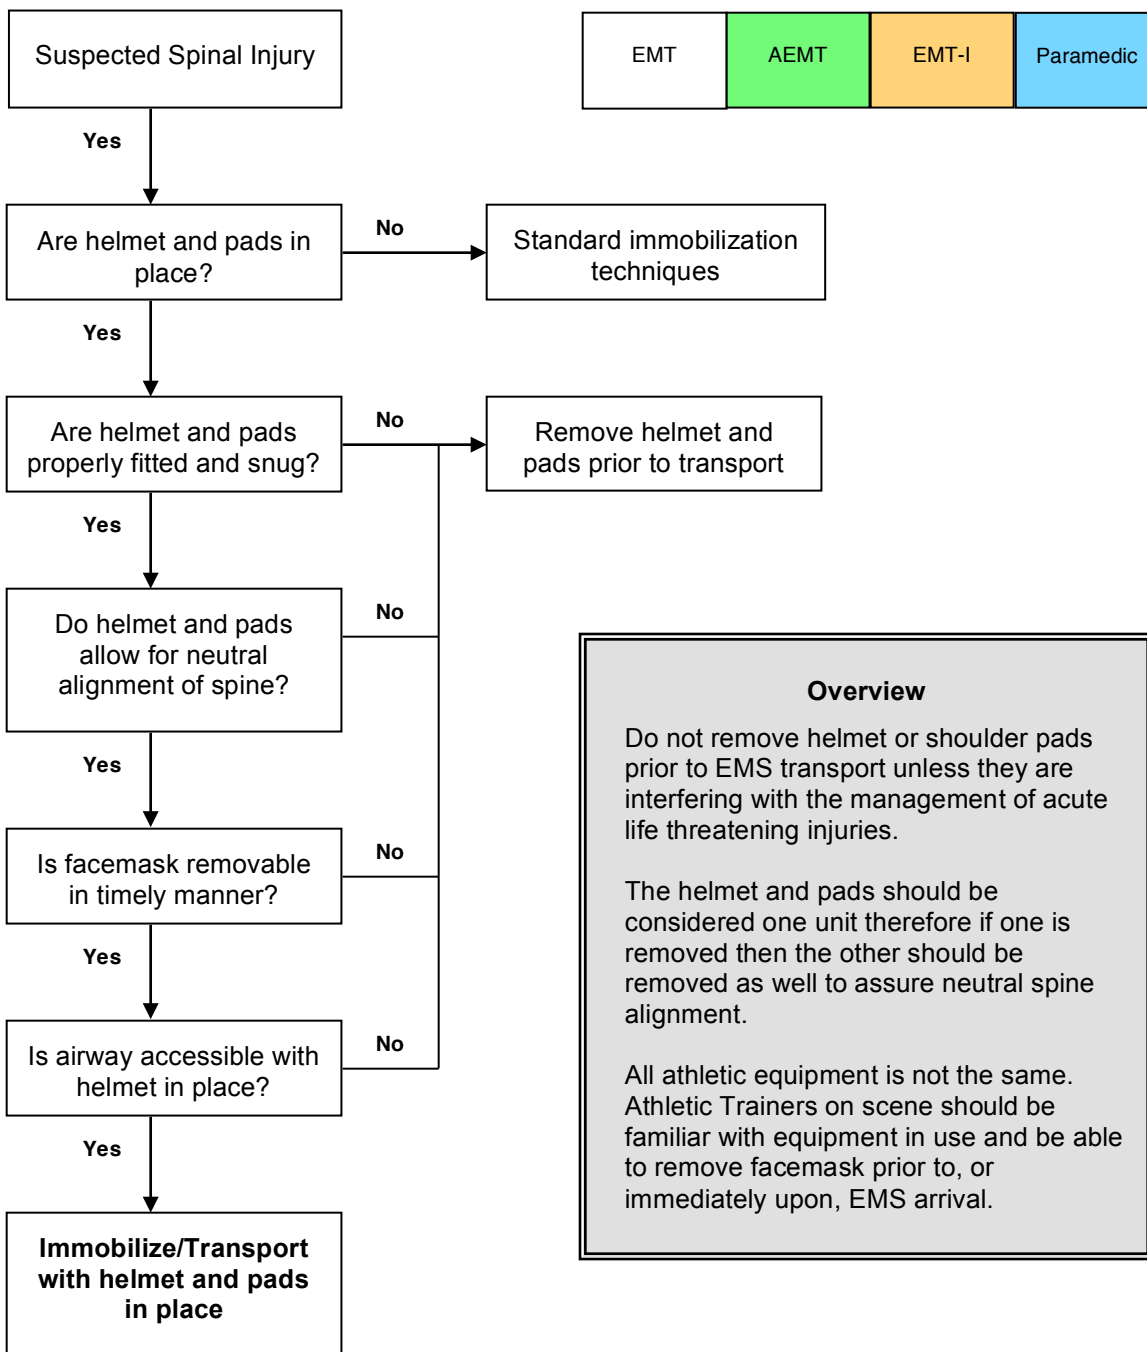 Suspected Spinal Injury
EMT
AEMT
EMT-I
Paramedic
Yes
Are helmet and pads in
place?
No
Standard immobilization
techniques
Yes
Are helmet and pads
properly fitted and snug?
No
Remove helmet and
pads prior to transport
Yes
Do helmet and pads
allow for neutral
alignment of spine?
No
Yes
Is facemask removable
in timely manner?
No
Yes
Is airway accessible with
helmet in place?
No
Yes
Immobilize/Transport
with helmet and pads
in place
Overview
Do not remove helmet or shoulder pads
prior to EMS transport unless they are
interfering with the management of acute
life threatening injuries.
The helmet and pads should be
considered one unit therefore if one is
removed then the other should be
removed as well to assure neutral spine
alignment.
All athletic equipment is not the same.
Athletic Trainers on scene should be
familiar with equipment in use and be able
to remove facemask prior to, or
immediately upon, EMS arrival.